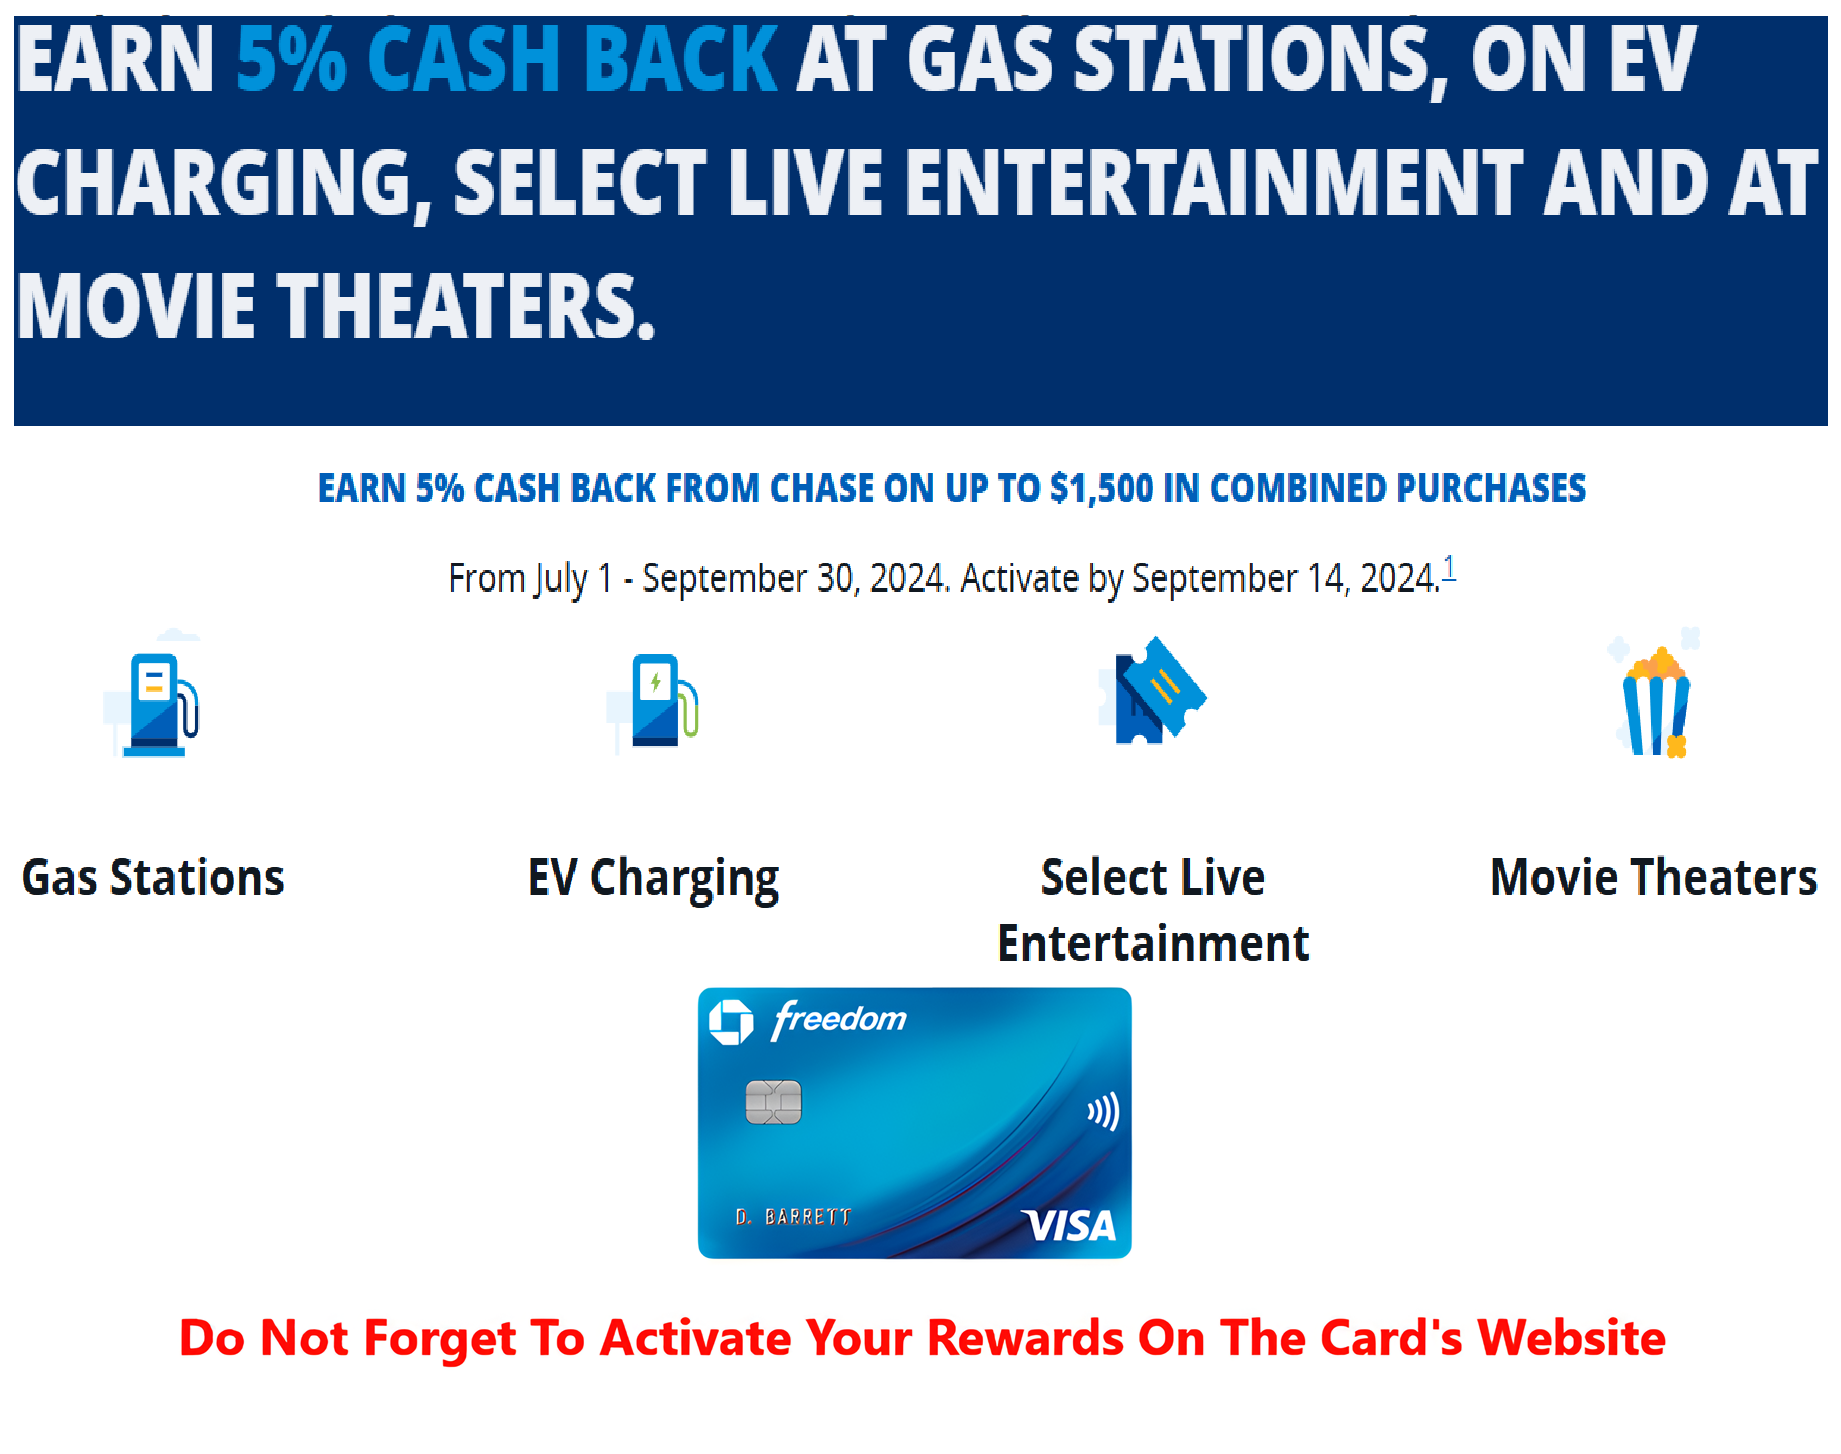 EARN 5% CASH BACK AT GAS STATIONS, ON EV
CHARGING, SELECT LIVE ENTERTAINMENT AND AT
MOVIE THEATERS.
EARN 5% CASH BACK FROM CHASE ON UP TO $1,500 IN COMBINED PURCHASES
From July 1 - September 30, 2024. Activate by September 14, 2024.1
Gas Stations
EV Charging
Select Live
Entertainment
Movie Theaters
freedom
D. BARRETT
VISA
Do Not Forget To Activate Your Rewards On The Card's Website